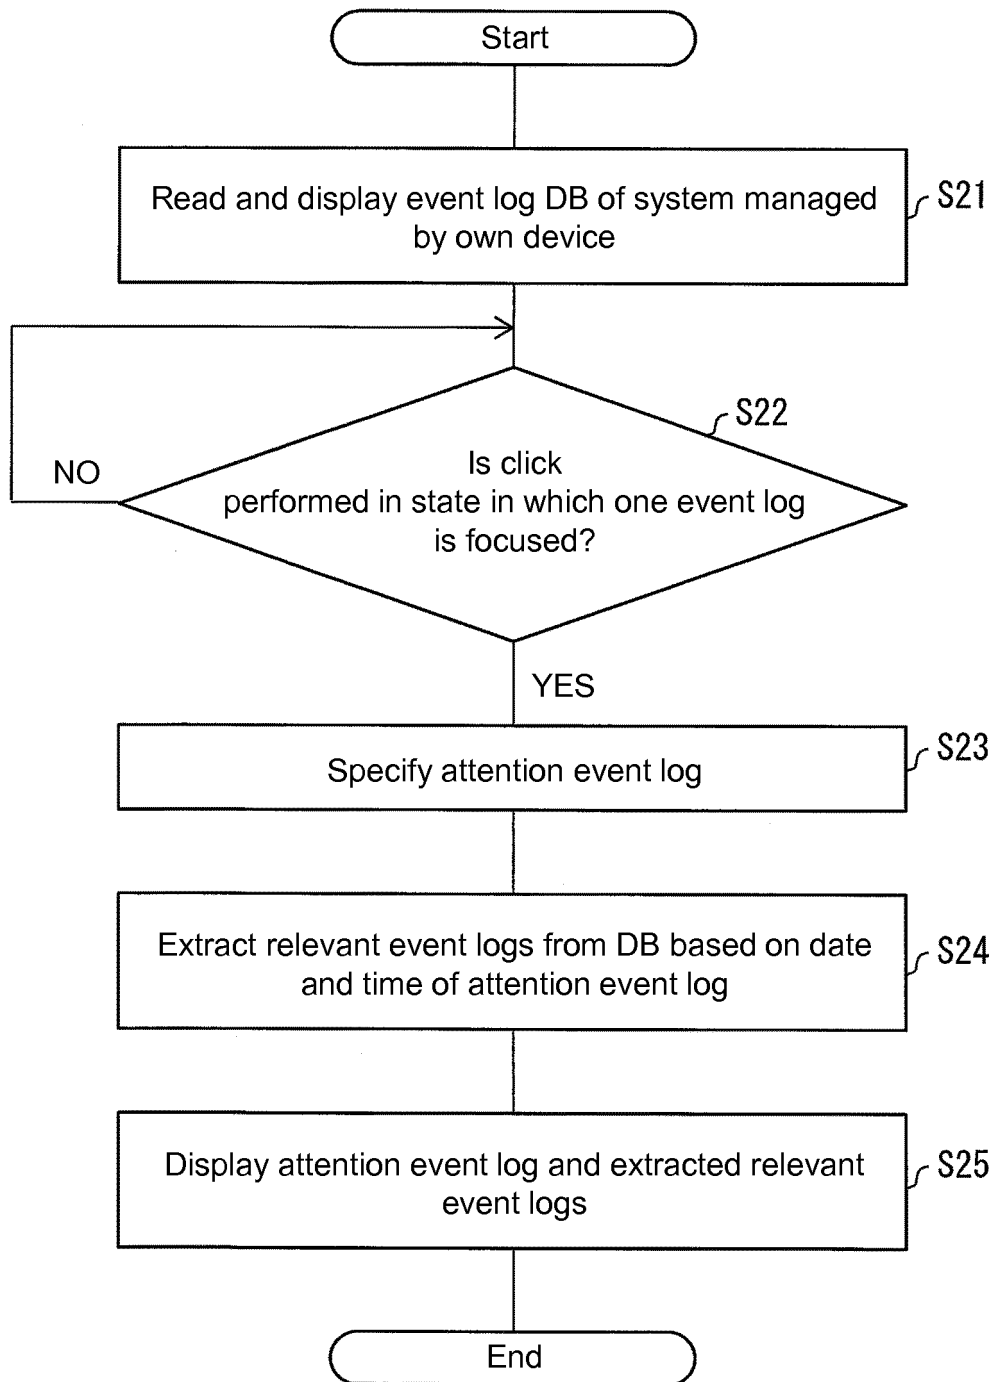 Start
Read and display event log DB of system managed
by own device
S21
S22
Is click
performed in state in which one event log
is focused?
NO
YES
Specify attention event log
S23
Extract relevant event logs from DB based on date
and time of attention event log
S24
Display attention event log and extracted relevant
event logs
S25
End